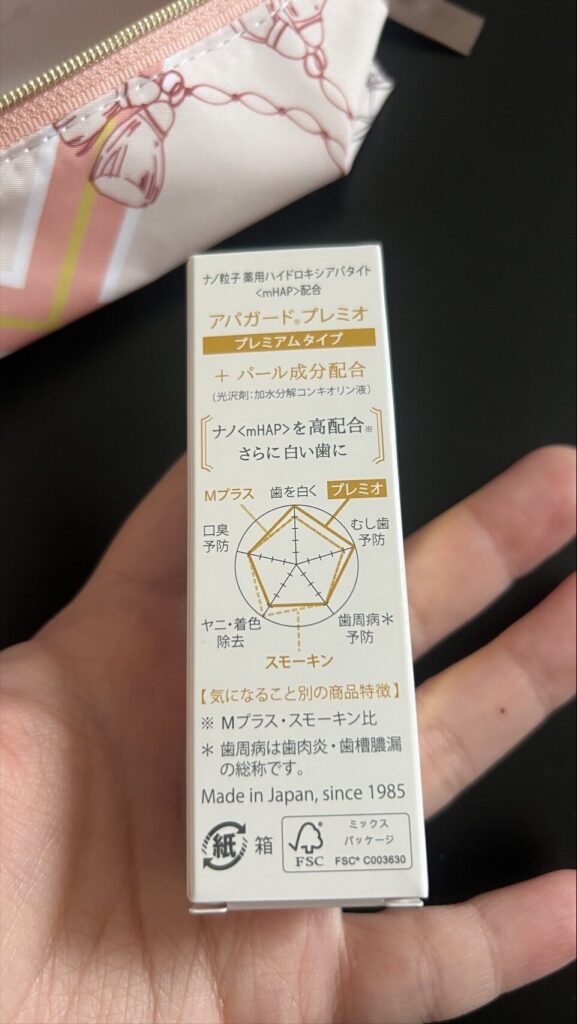 ナノ粒子 薬用ハイドロキシアパタイト
<mHAP>配合
アパガード®プレミオ
プレミアムタイプ
+ パール成分配合
(光沢剤:加水分解コンキオリン液)
ナノ<mHAP>を高配合※
さらに白い歯に
Mプラス 歯を白く プレミオ
口臭
予防
むし歯
予防
ヤニ・着色
除去
歯周病＊
予防
スモーキン
【気になること別の商品特徴】
※ Mプラス・スモーキン比
＊ 歯周病は歯肉炎・歯槽膿漏
の総称です。
Made in Japan, since 1985
紙 箱
FSC
ミックス
パッケージ
FSC® C003630